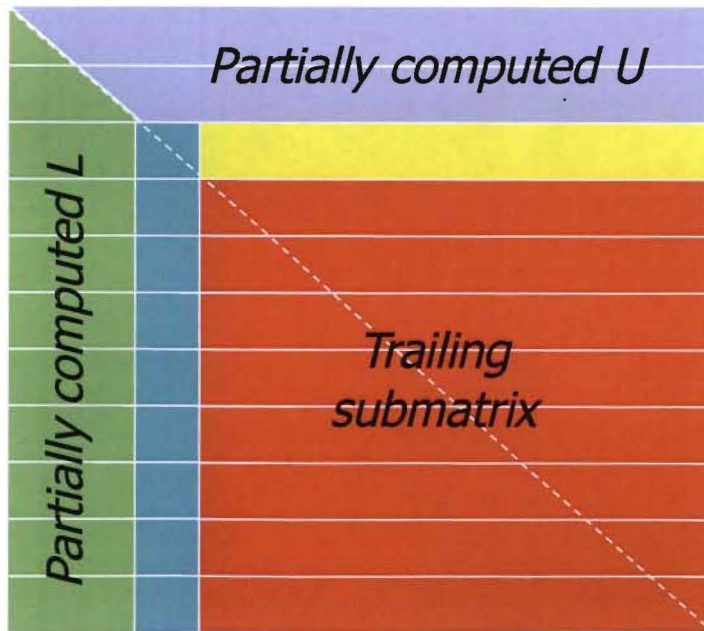 Partially computed U
Partially computed L
Trailing
submatrix